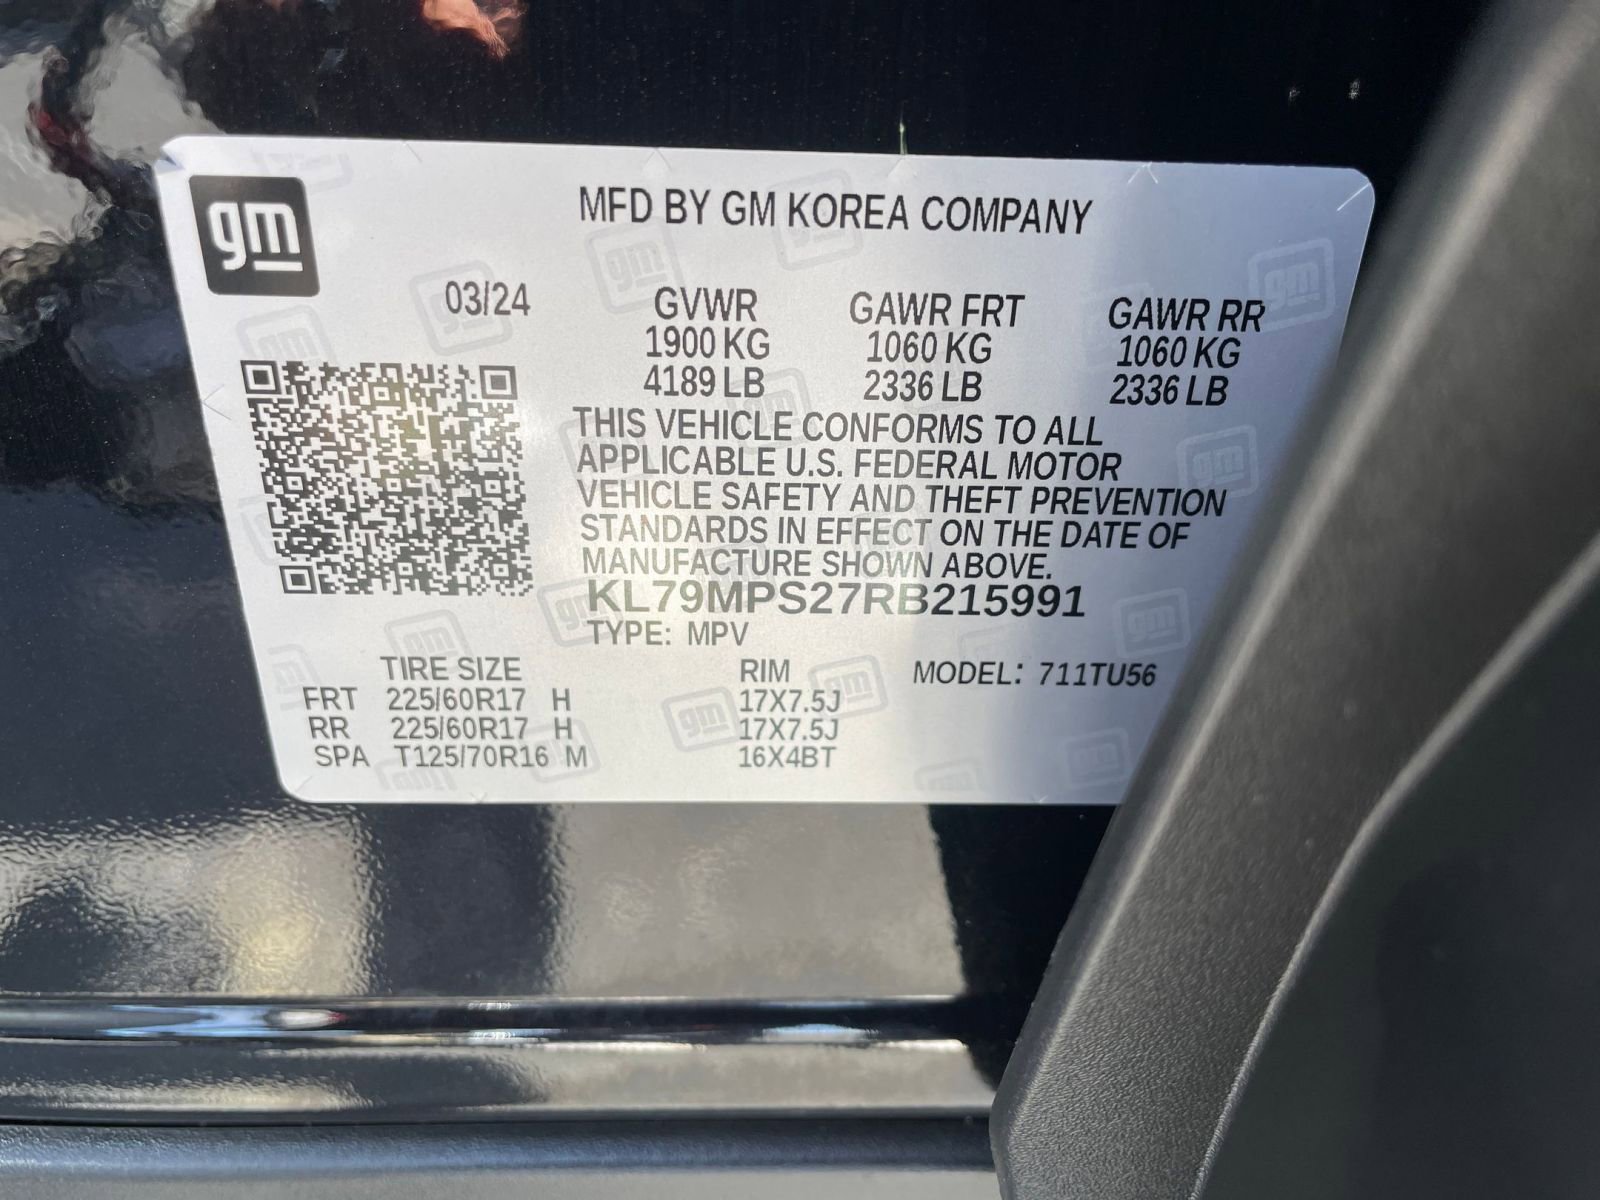 gm
MFD BY GM KOREA COMPANY
03/24 GVWR GAWR FRT GAWR RR
1900 KG 1060 KG 1060 KG
4189 LB 2336 LB 2336 LB
THIS VEHICLE CONFORMS TO ALL
APPLICABLE U.S. FEDERAL MOTOR
VEHICLE SAFETY AND THEFT PREVENTION
STANDARDS IN EFFECT ON THE DATE OF
MANUFACTURE SHOWN ABOVE.
KL79MPS27RB215991
TYPE: MPV
TIRE SIZE RIM MODEL: 711TU56
FRT 225/60R17 H 17X7.5J
RR 225/60R17 H 17X7.5J
SPA T125/70R16 M 16X4BT